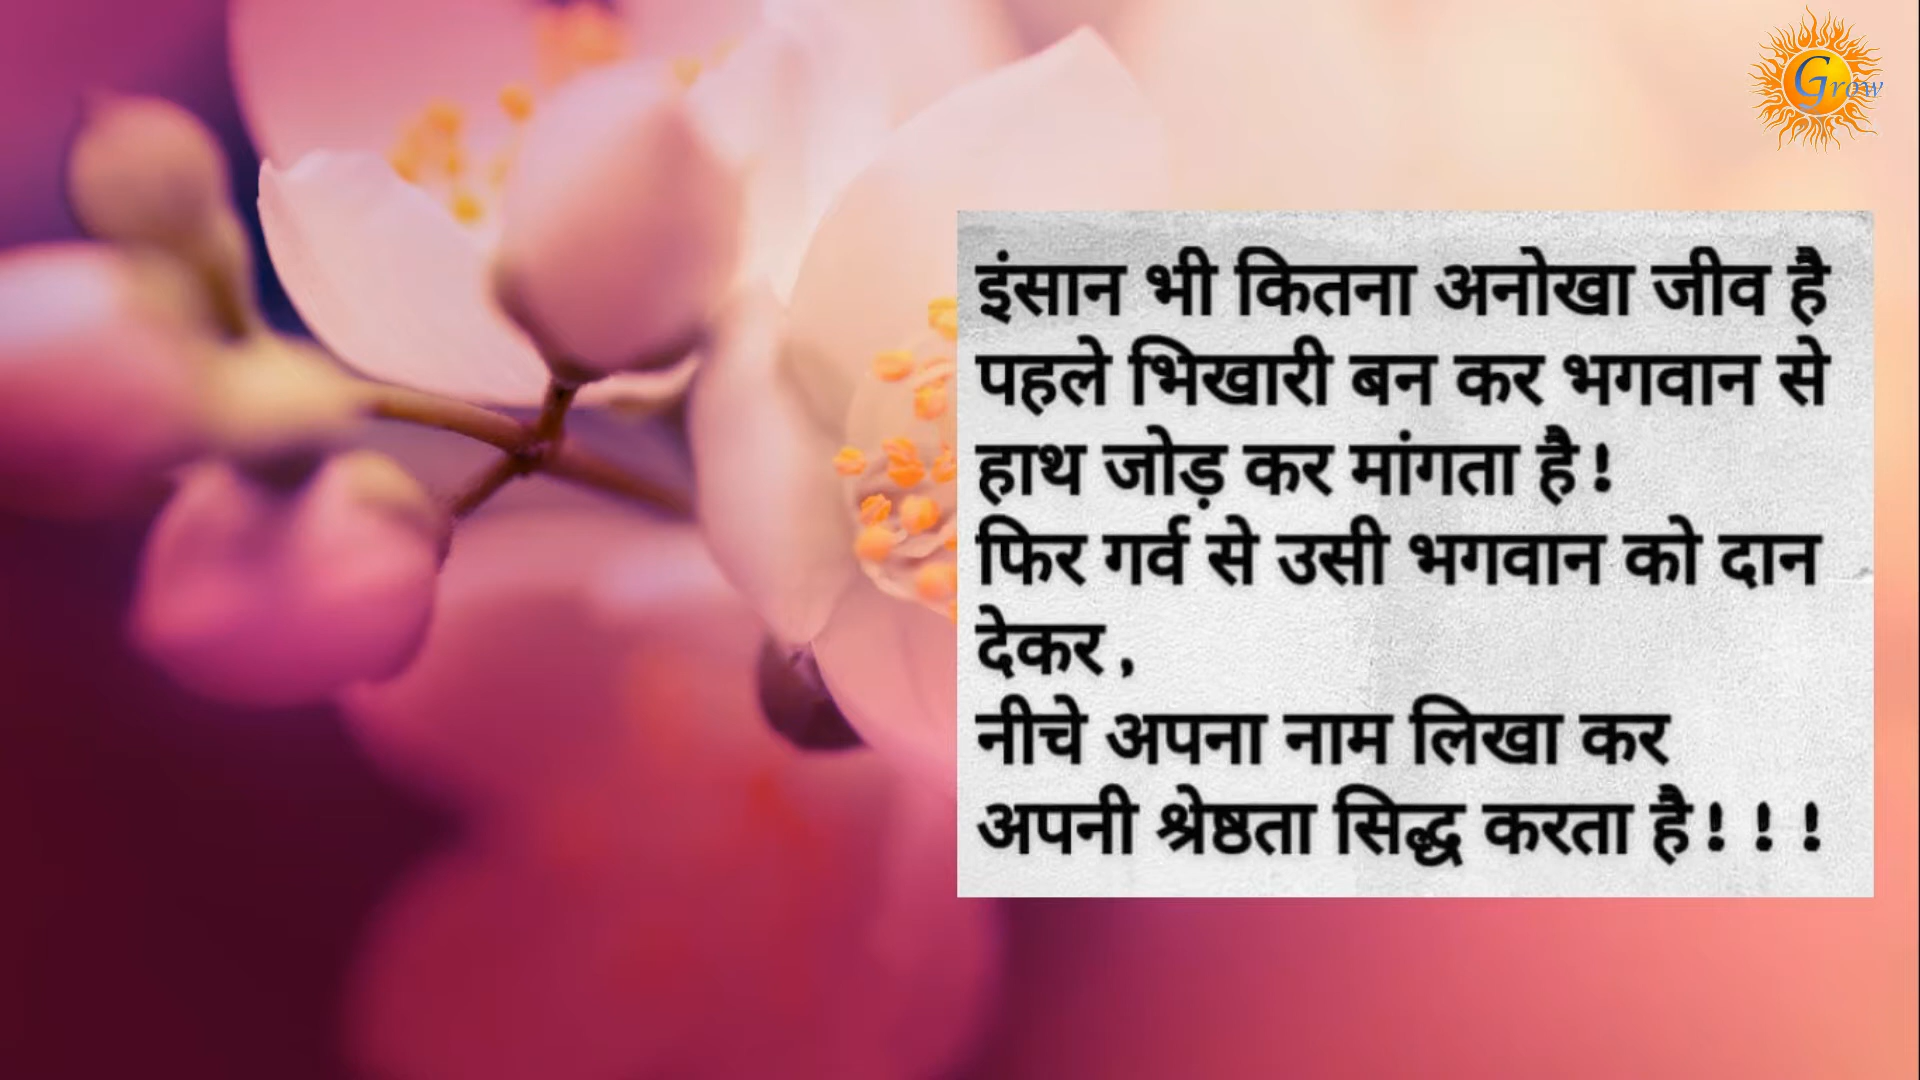 Grow
इंसान भी कितना अनोखा जीव है
पहले भिखारी बन कर भगवान से
हाथ जोड़ कर मांगता है!
फिर गर्व से उसी भगवान को दान
देकर,
नीचे अपना नाम लिखा कर
अपनी श्रेष्ठता सिद्ध करता है! ! !